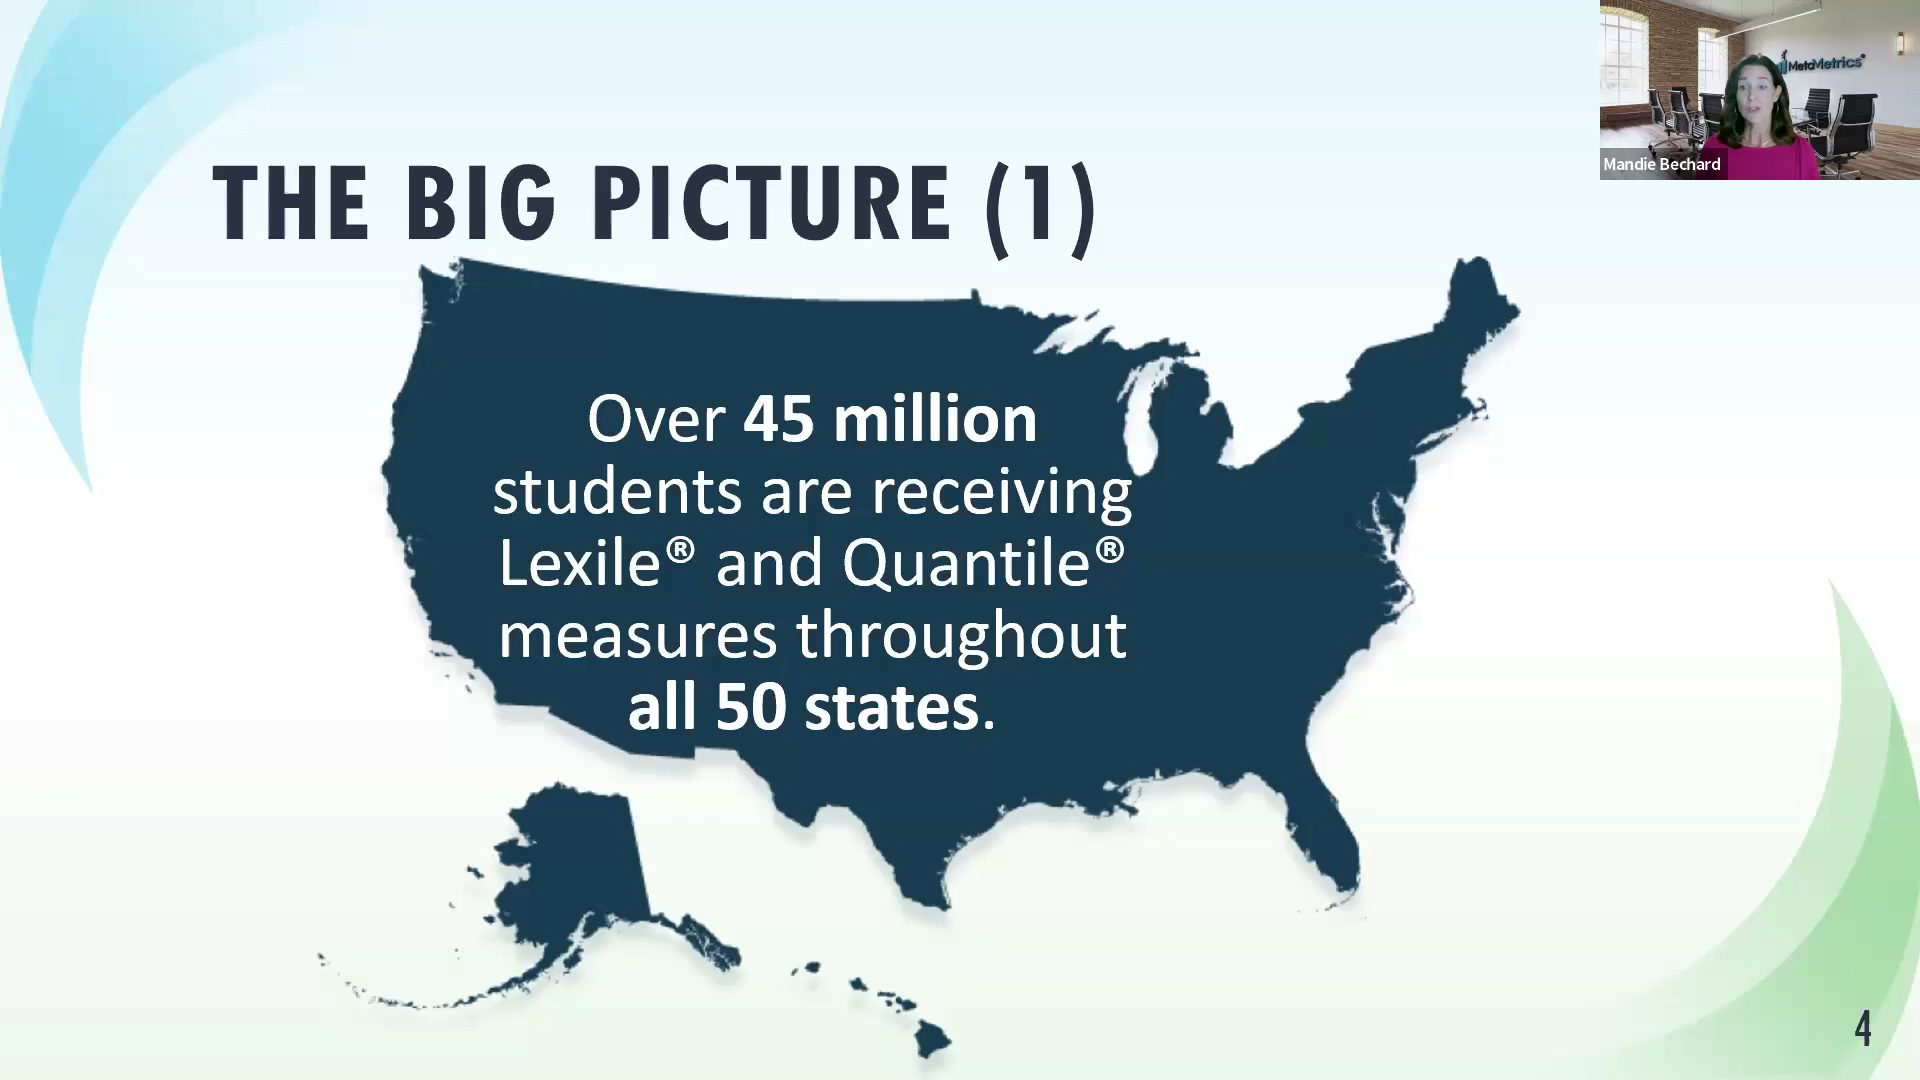 MetaMetrics®
Mandie Bechard
THE BIG PICTURE (1)
Over 45 million
students are receiving
Lexile® and Quantile®
measures throughout
all 50 states.
4